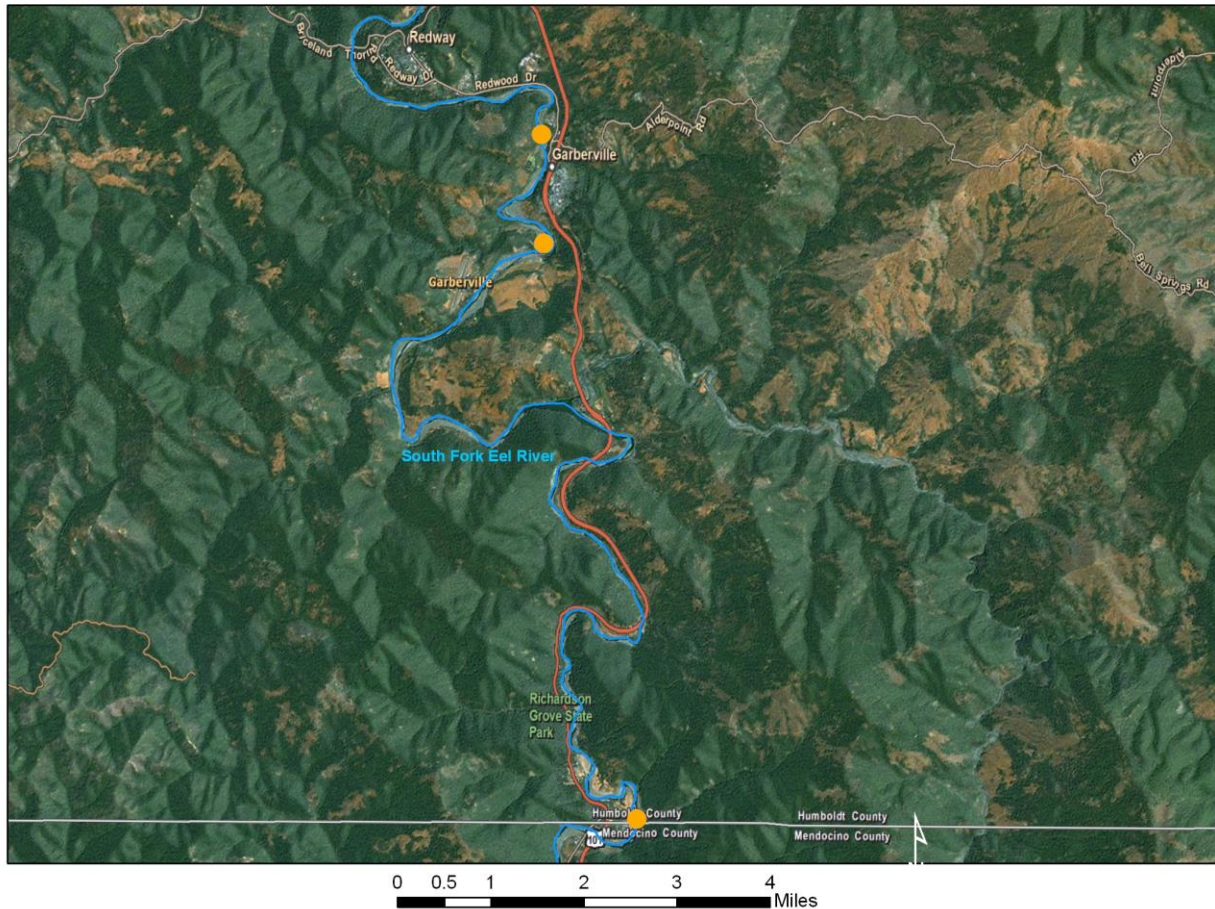 Redway
Briceland Thorn Rd
Redway Dr
Redwood Dr
Alderpoint Rd
Alderpoint
Rd
Garberville
Bell Springs Rd
Garberville
South Fork Eel River
Richardson
Grove State
Park
Humboldt County
Mendocino County
Humboldt County
Mendocino County
101
0 0.5 1 2 3 4
Miles